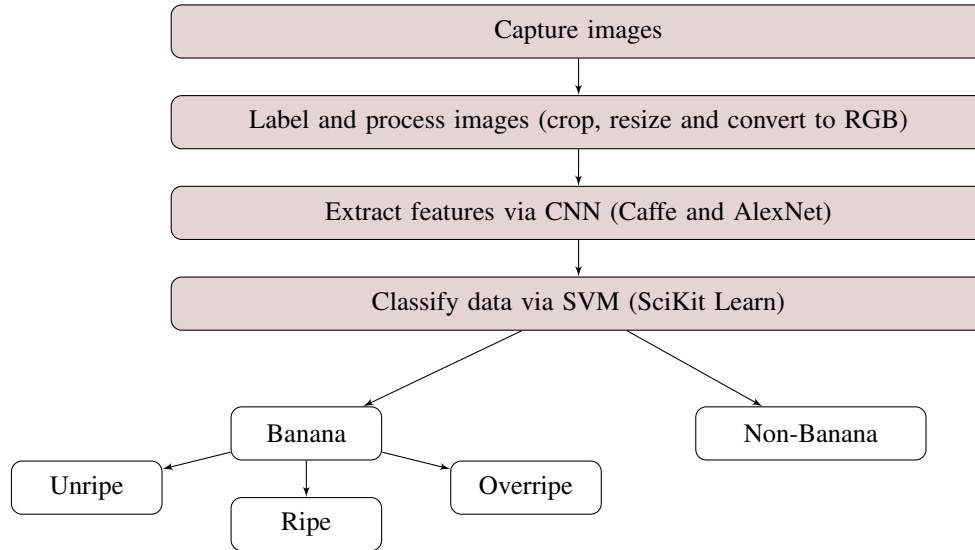 Capture images
Label and process images (crop, resize and convert to RGB)
Extract features via CNN (Caffe and AlexNet)
Classify data via SVM (SciKit Learn)
Banana
Non-Banana
Unripe
Overripe
Ripe